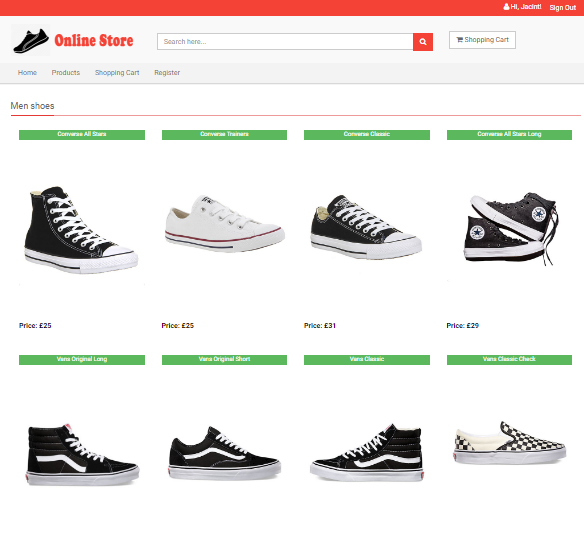 Hi, Jacint! Sign Out
Online Store
Search here...
Shopping Cart
Home Products Shopping Cart Register
Men shoes
Converse All Stars Converse Trainers Converse Classic Converse All Stars Long
Price: £25 Price: £25 Price: £31 Price: £29
Vans Original Long Vans Original Short Vans Classic Vans Classic Check